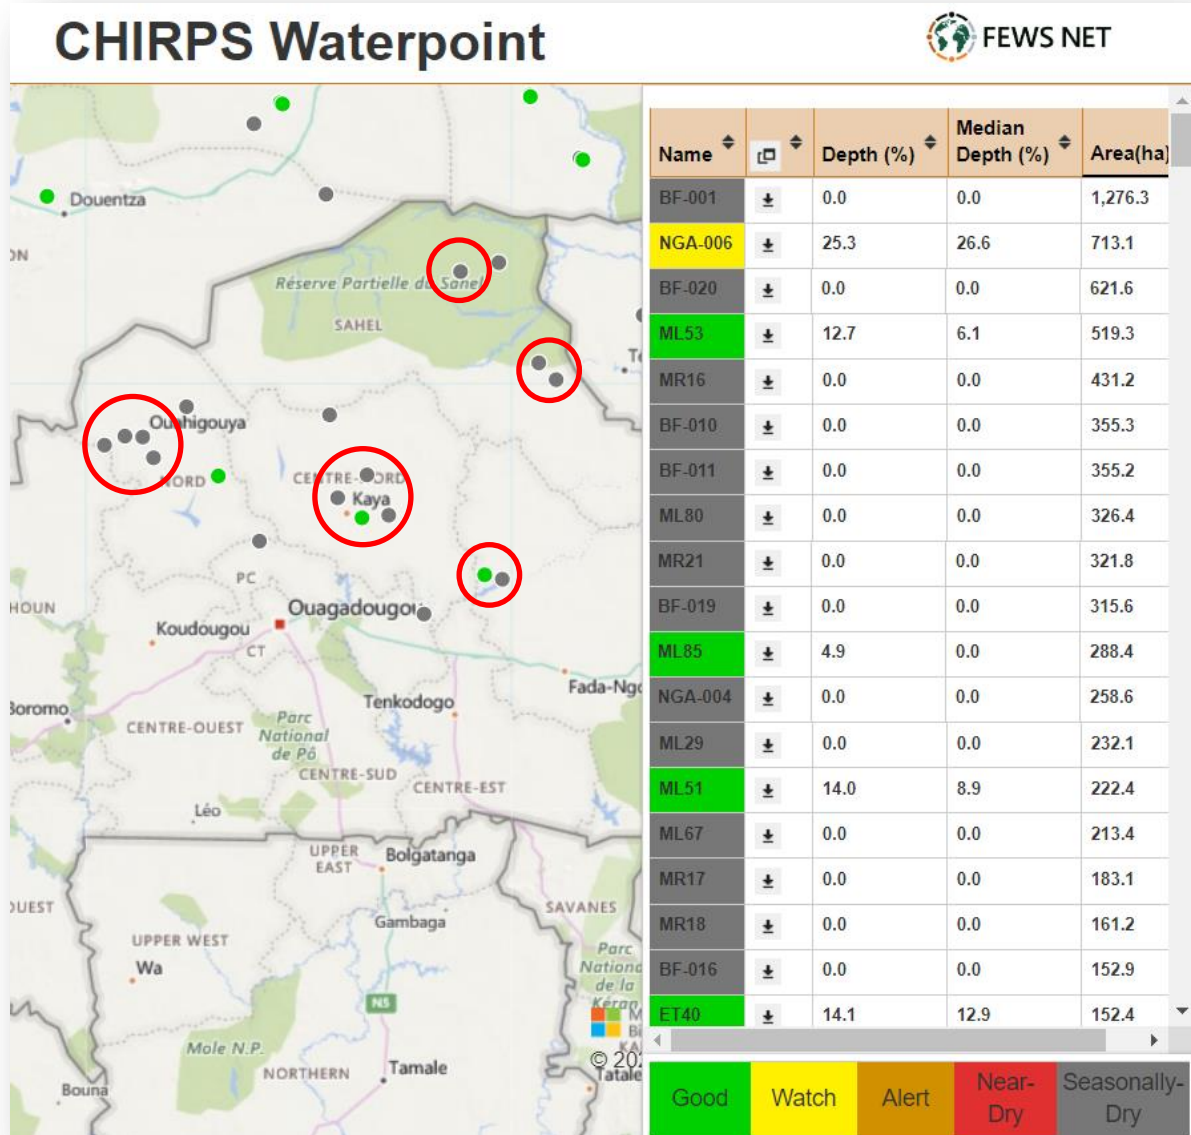 CHIRPS Waterpoint
FEWS NET
Douentza
Réserve Partielle du Sahel
SAHEL
Ouahigouya
NORD
CENTRE-NORD
Kaya
PC
Ouagadougou
Koudougou
CT
Fada-Ngo
Tenkodogo
Boromo
CENTRE-OUEST
Parc
National
de Pô
CENTRE-SUD
CENTRE-EST
Léo
UPPER
EAST
Bolgatanga
OUEST
Gambaga
SAVANES
UPPER WEST
Wa
Parc
Nationa
de la
Kéran
N5
Mole N.P.
NORTHERN
Tamale
© 202
Tatale
Bouna
Name Depth (%) Median Depth (%) Area(ha)
BF-001 0.0 0.0 1,276.3
NGA-006 25.3 26.6 713.1
BF-020 0.0 0.0 621.6
ML53 12.7 6.1 519.3
MR16 0.0 0.0 431.2
BF-010 0.0 0.0 355.3
BF-011 0.0 0.0 355.2
ML80 0.0 0.0 326.4
MR21 0.0 0.0 321.8
BF-019 0.0 0.0 315.6
ML85 4.9 0.0 288.4
NGA-004 0.0 0.0 258.6
ML29 0.0 0.0 232.1
ML51 14.0 8.9 222.4
ML67 0.0 0.0 213.4
MR17 0.0 0.0 183.1
MR18 0.0 0.0 161.2
BF-016 0.0 0.0 152.9
ET40 14.1 12.9 152.4
Good Watch Alert Near-Dry Seasonally-Dry